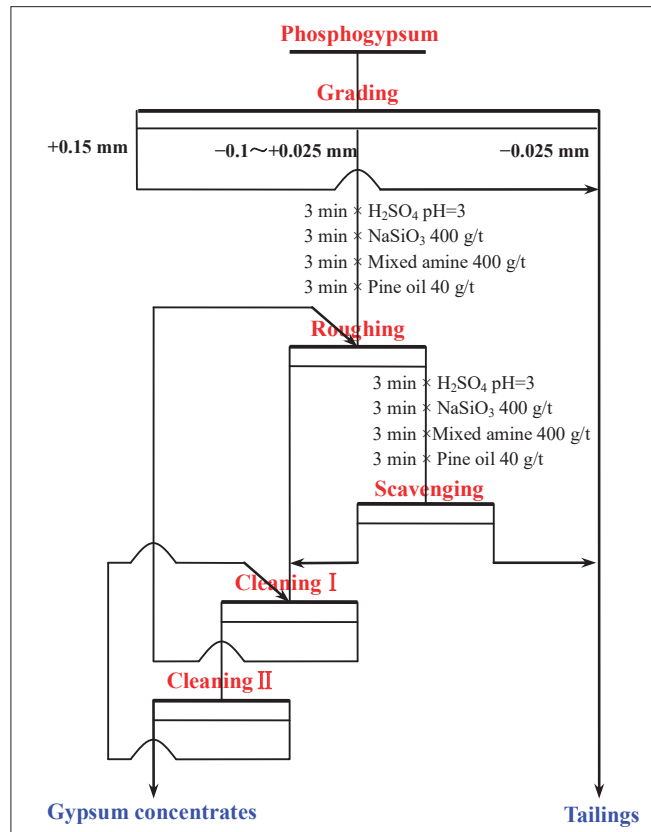 Phosphogypsum
Grading
+0.15 mm
−0.1～+0.025 mm
−0.025 mm
3 min × H₂SO₄ pH=3
3 min × NaSiO₃ 400 g/t
3 min × Mixed amine 400 g/t
3 min × Pine oil 40 g/t
Roughing
3 min × H₂SO₄ pH=3
3 min × NaSiO₃ 400 g/t
3 min ×Mixed amine 400 g/t
3 min × Pine oil 40 g/t
Scavenging
Cleaning Ⅰ
Cleaning Ⅱ
Gypsum concentrates
Tailings